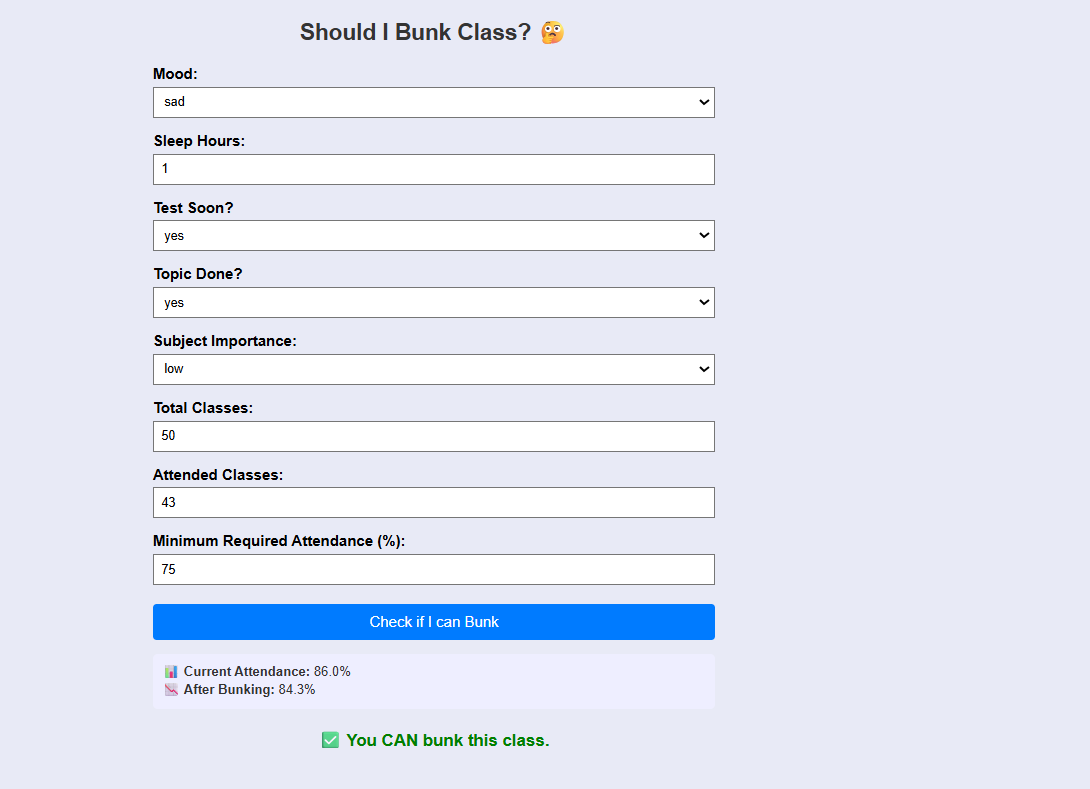 Should I Bunk Class? 🤔
Mood:
sad
Sleep Hours:
1
Test Soon?
yes
Topic Done?
yes
Subject Importance:
low
Total Classes:
50
Attended Classes:
43
Minimum Required Attendance (%):
75
Check if I can Bunk
📊 Current Attendance: 86.0%
📉 After Bunking: 84.3%
✅ You CAN bunk this class.